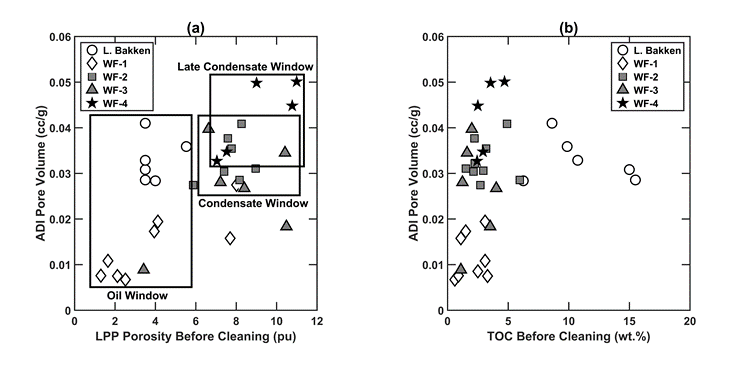 (a)
0.06
0.05
0.04
0.03
0.02
0.01
0
ADI Pore Volume (cc/g)
L. Bakken
WF-1
WF-2
WF-3
WF-4
Late Condensate Window
Condensate Window
Oil Window
0 2 4 6 8 10 12
LPP Porosity Before Cleaning (pu)
(b)
0.06
0.05
0.04
0.03
0.02
0.01
0
ADI Pore Volume (cc/g)
L. Bakken
WF-1
WF-2
WF-3
WF-4
0 5 10 15 20
TOC Before Cleaning (wt.%)